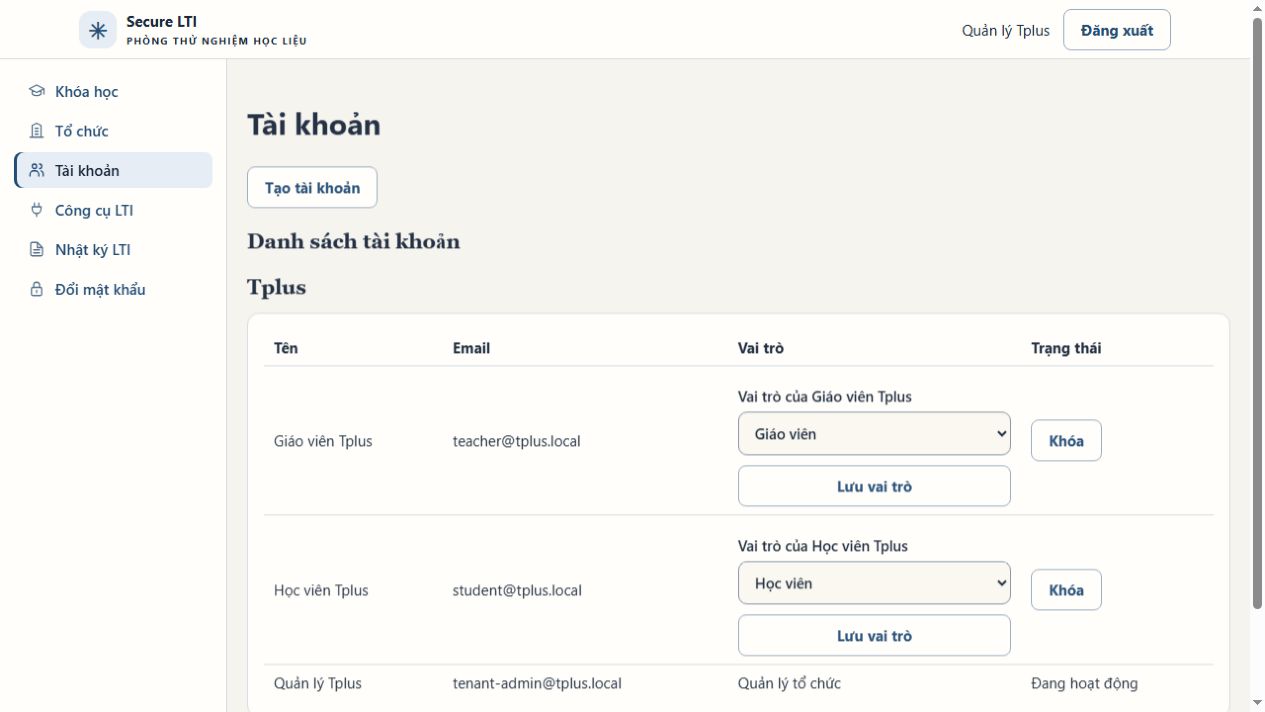 Secure LTI
PHÒNG THỬ NGHIỆM HỌC LIỆU
Quản lý Tplus
Đăng xuất
Khóa học
Tổ chức
Tài khoản
Công cụ LTI
Nhật ký LTI
Đổi mật khẩu
Tài khoản
Tạo tài khoản
Danh sách tài khoản
Tplus
Tên Email Vai trò Trạng thái
Vai trò của Giáo viên Tplus
Giáo viên Tplus teacher@tplus.local Giáo viên Khóa
Lưu vai trò
Vai trò của Học viên Tplus
Học viên Tplus student@tplus.local Học viên Khóa
Lưu vai trò
Quản lý Tplus tenant-admin@tplus.local Quản lý tổ chức Đang hoạt động